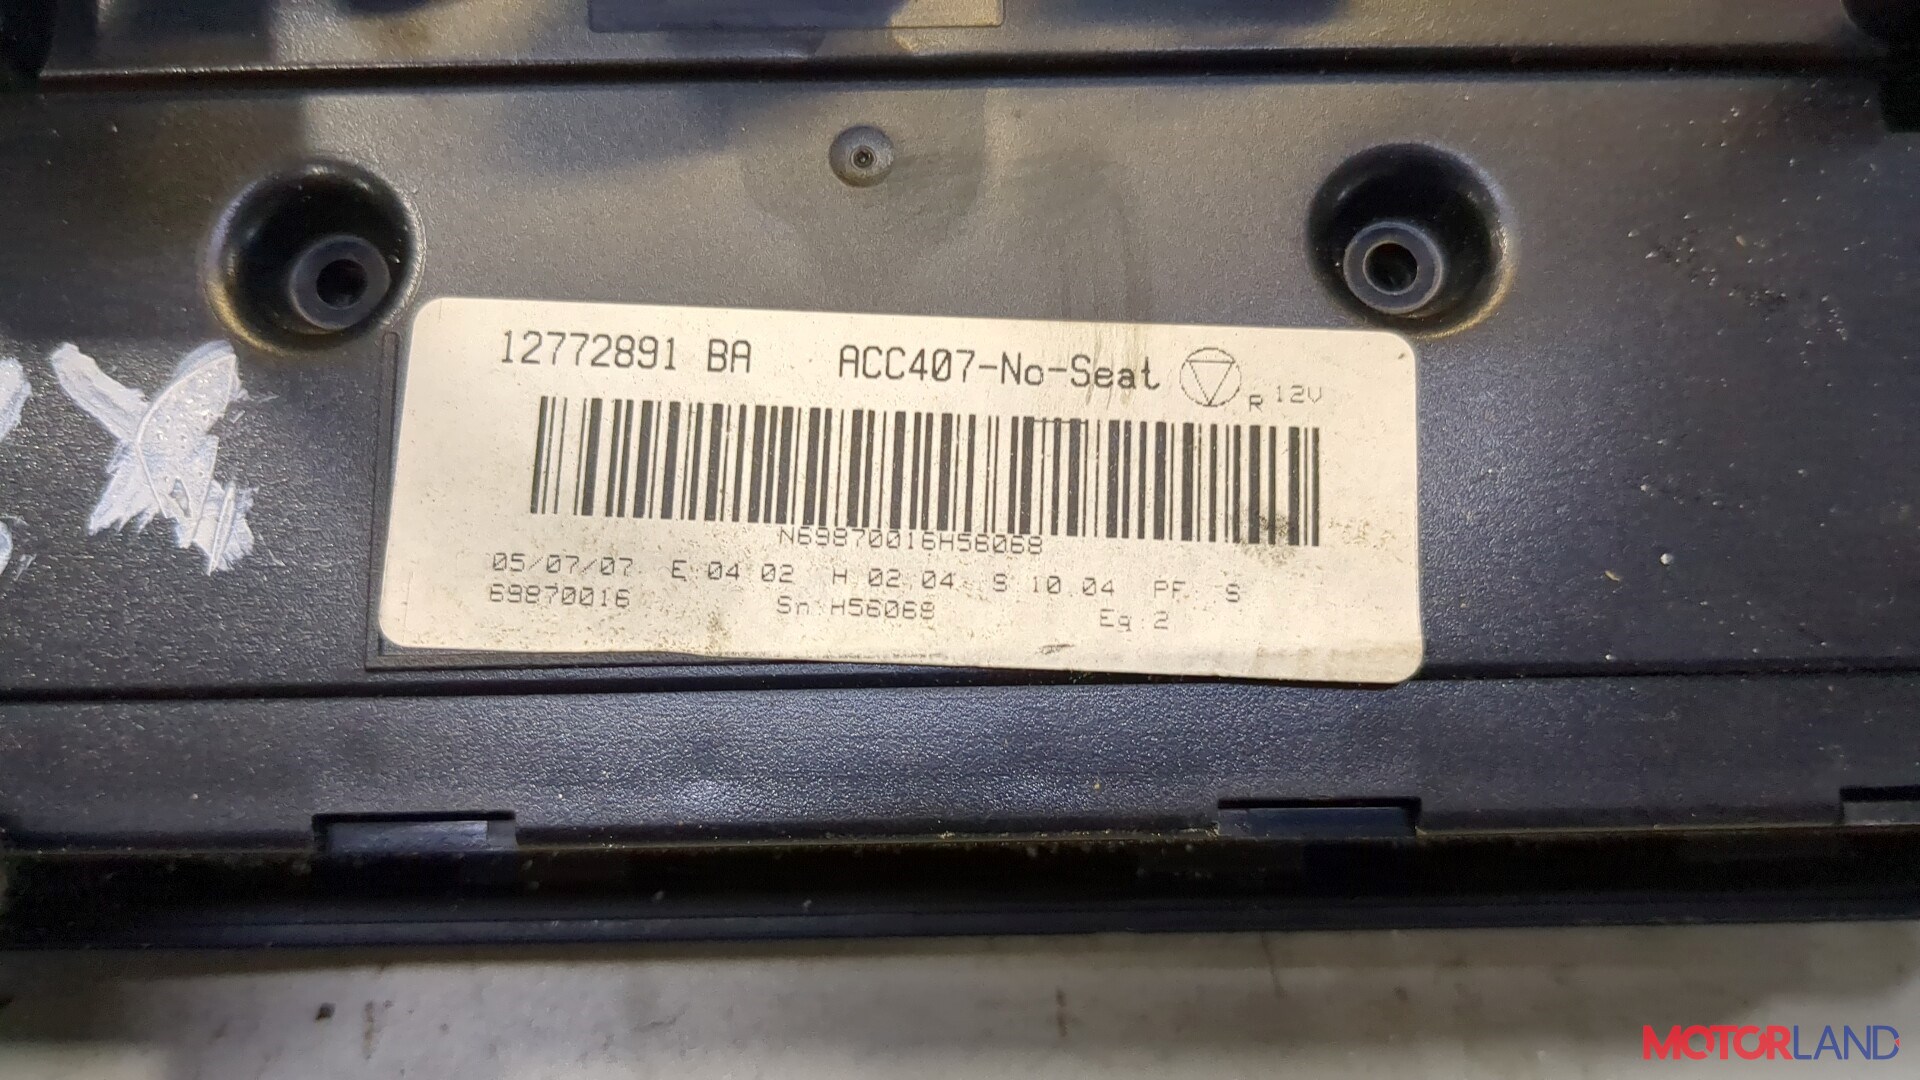 12772891 BA ACC407-No-Seat R 12V
N69870016H56068
05/07/07 E 04.02 H 02.04 S 10.04 PF: S
69870016 Sn:H56068 Eq:2
MOTORLAND